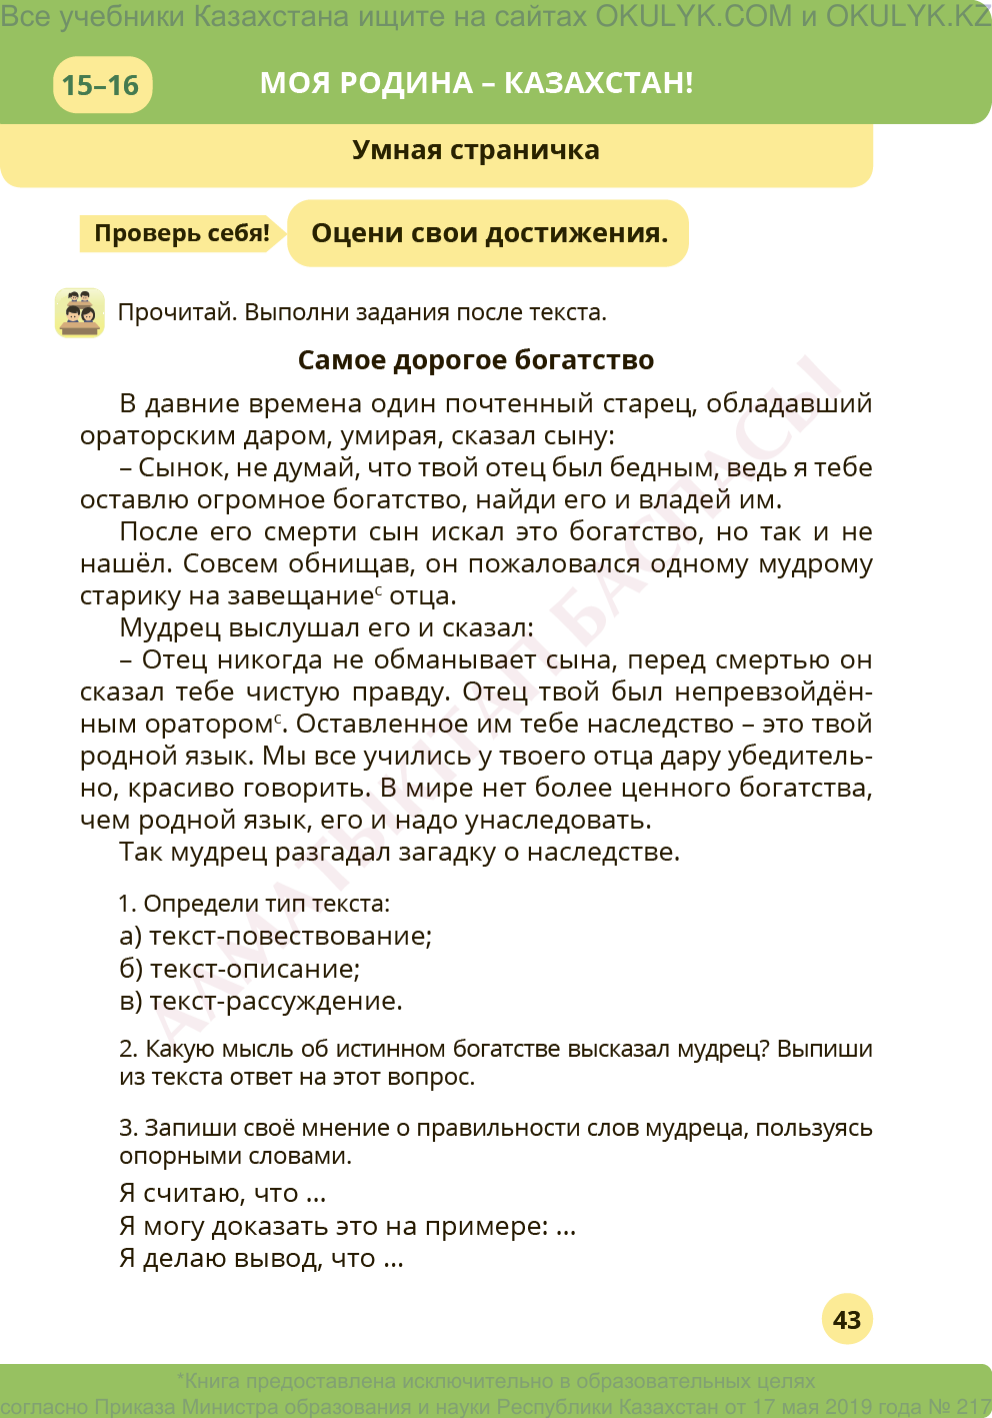 Все учебники Казахстана ищите на сайтах OKULYK.COM и OKULYK.KZ
15–16
МОЯ РОДИНА – КАЗАХСТАН!
Умная страничка
Проверь себя!
Оцени свои достижения.
Прочитай. Выполни задания после текста.
Самое дорогое богатство
В давние времена один почтенный старец, обладавший
ораторским даром, умирая, сказал сыну:
– Сынок, не думай, что твой отец был бедным, ведь я тебе
оставлю огромное богатство, найди его и владей им.
После его смерти сын искал это богатство, но так и не
нашёл. Совсем обнищав, он пожаловался одному мудрому
старику на завещаниеᶜ отца.
Мудрец выслушал его и сказал:
– Отец никогда не обманывает сына, перед смертью он
сказал тебе чистую правду. Отец твой был непревзойдён-
ным ораторомᶜ. Оставленное им тебе наследство – это твой
родной язык. Мы все учились у твоего отца дару убедитель-
но, красиво говорить. В мире нет более ценного богатства,
чем родной язык, его и надо унаследовать.
Так мудрец разгадал загадку о наследстве.
1. Определи тип текста:
а) текст-повествование;
б) текст-описание;
в) текст-рассуждение.
2. Какую мысль об истинном богатстве высказал мудрец? Выпиши
из текста ответ на этот вопрос.
3. Запиши своё мнение о правильности слов мудреца, пользуясь
опорными словами.
Я считаю, что ...
Я могу доказать это на примере: ...
Я делаю вывод, что ...
АЛМАТЫКІТАП БАСПАСЫ
43
*Книга предоставлена исключительно в образовательных целях
согласно Приказа Министра образования и науки Республики Казахстан от 17 мая 2019 года № 217